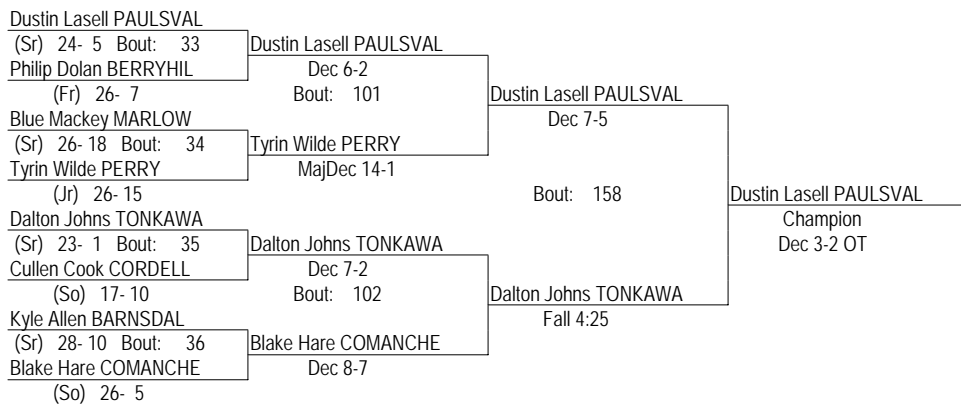 Dustin Lasell PAULSVAL
(Sr) 24- 5 Bout: 33
Philip Dolan BERRYHIL
(Fr) 26- 7
Blue Mackey MARLOW
(Sr) 26- 18 Bout: 34
Tyrin Wilde PERRY
(Jr) 26- 15
Dalton Johns TONKAWA
(Sr) 23- 1 Bout: 35
Cullen Cook CORDELL
(So) 17- 10
Kyle Allen BARNSDAL
(Sr) 28- 10 Bout: 36
Blake Hare COMANCHE
(So) 26- 5
Dustin Lasell PAULSVAL
Dec 6-2
Bout: 101
Tyrin Wilde PERRY
MajDec 14-1
Dalton Johns TONKAWA
Dec 7-2
Bout: 102
Blake Hare COMANCHE
Dec 8-7
Dustin Lasell PAULSVAL
Dec 7-5
Bout: 158
Dalton Johns TONKAWA
Fall 4:25
Dustin Lasell PAULSVAL
Champion
Dec 3-2 OT